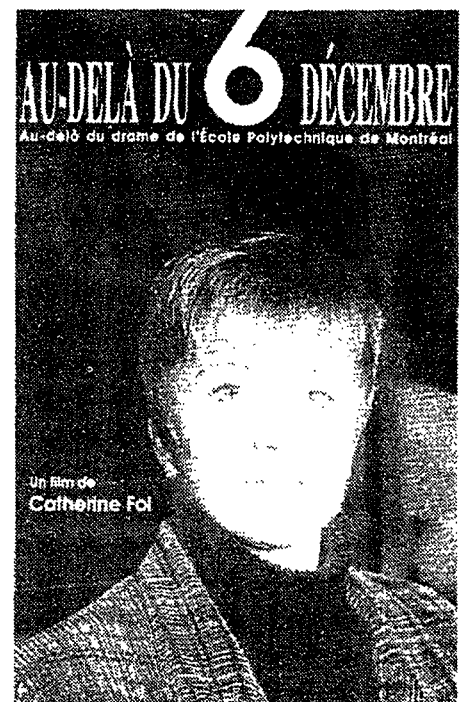 AU-DELÀ DU 6 DÉCEMBRE
Au-delà du drame de l'École Polytechnique de Montréal
Un film de
Catherine Fol